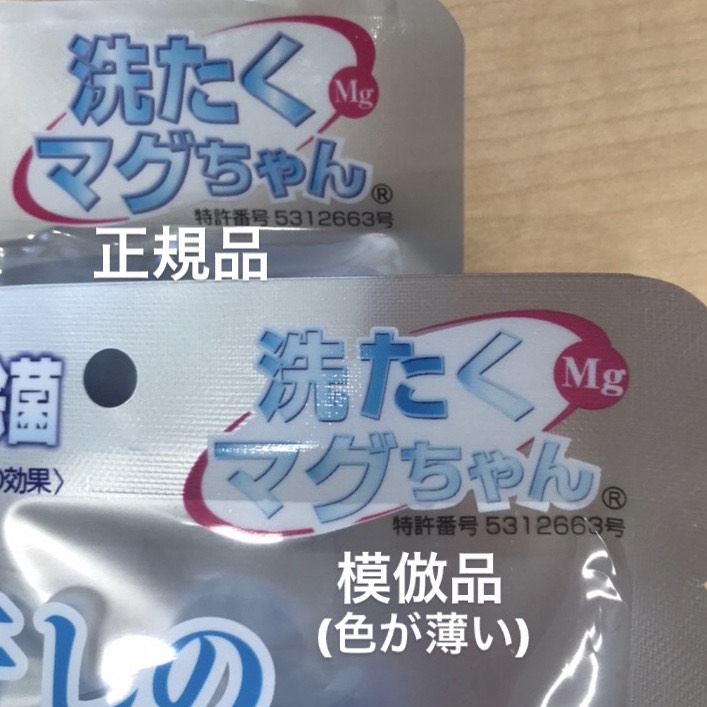 洗たく
Mg
マグちゃん®
特許番号 5312663号
正規品
菌
効果〉
洗たく
Mg
マグちゃん®
特許番号 5312663号
模倣品
(色が薄い)
しの